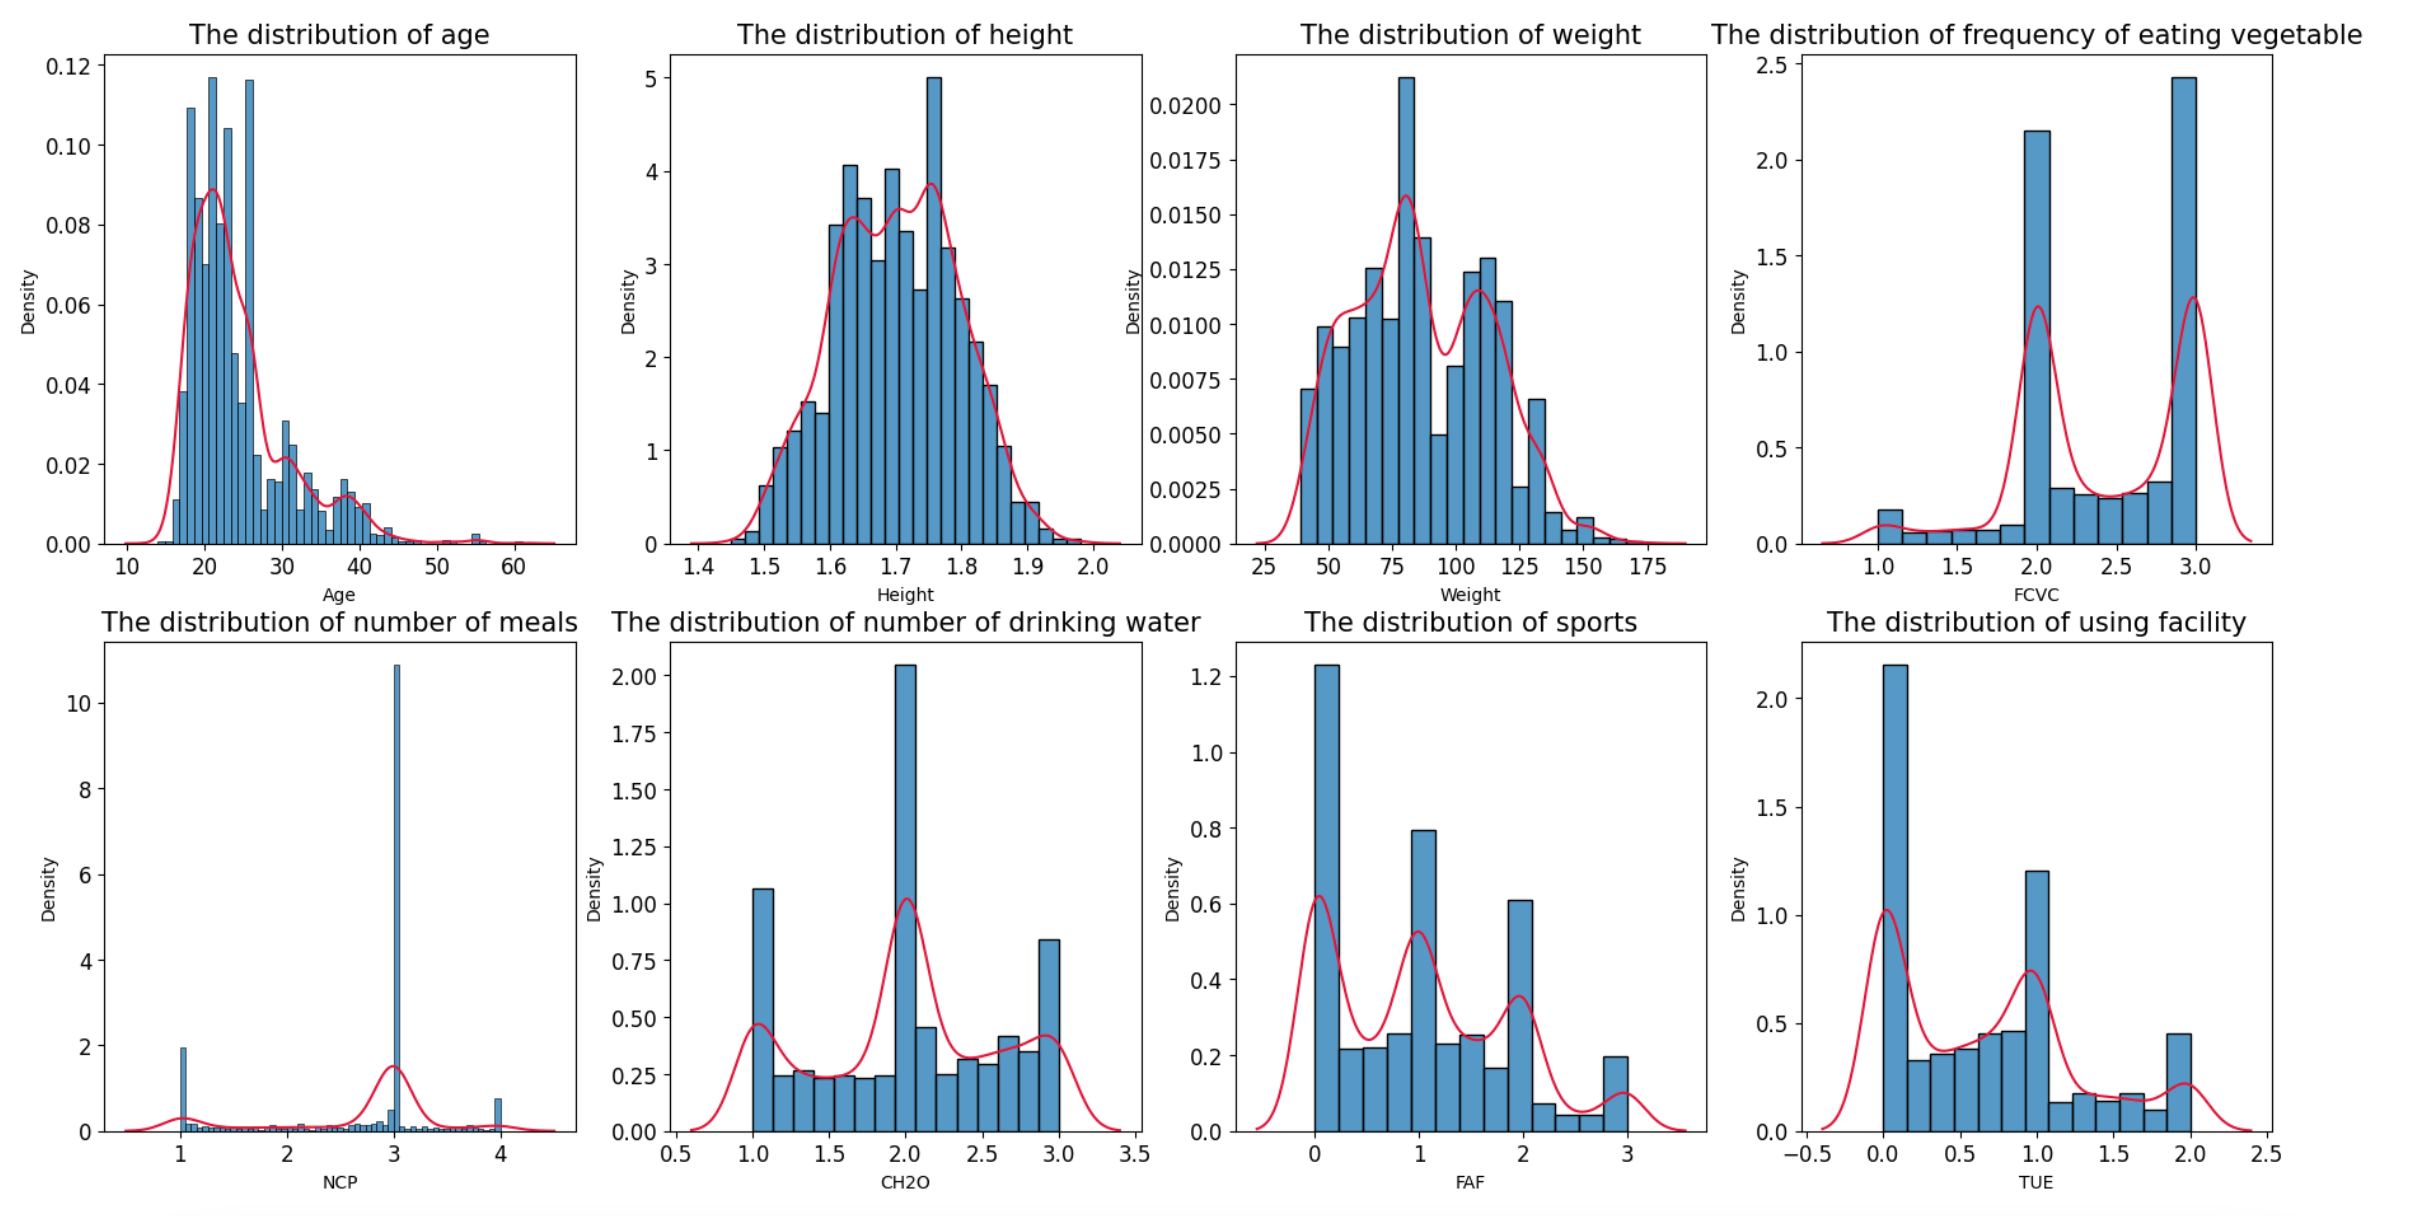 The distribution of age
0.12
0.10
0.08
0.06
0.04
0.02
0.00
Density
10 20 30 40 50 60
Age
The distribution of height
5
4
3
2
1
0
Density
1.4 1.5 1.6 1.7 1.8 1.9 2.0
Height
The distribution of weight
0.0200
0.0175
0.0150
0.0125
0.0100
0.0075
0.0050
0.0025
0.0000
Density
25 50 75 100 125 150 175
Weight
The distribution of frequency of eating vegetable
2.5
2.0
1.5
1.0
0.5
0.0
Density
1.0 1.5 2.0 2.5 3.0
FCVC
The distribution of number of meals
10
8
6
4
2
0
Density
1 2 3 4
NCP
The distribution of number of drinking water
2.00
1.75
1.50
1.25
1.00
0.75
0.50
0.25
0.00
Density
0.5 1.0 1.5 2.0 2.5 3.0 3.5
CH2O
The distribution of sports
1.2
1.0
0.8
0.6
0.4
0.2
0.0
Density
0 1 2 3
FAF
The distribution of using facility
2.0
1.5
1.0
0.5
0.0
Density
−0.5 0.0 0.5 1.0 1.5 2.0 2.5
TUE